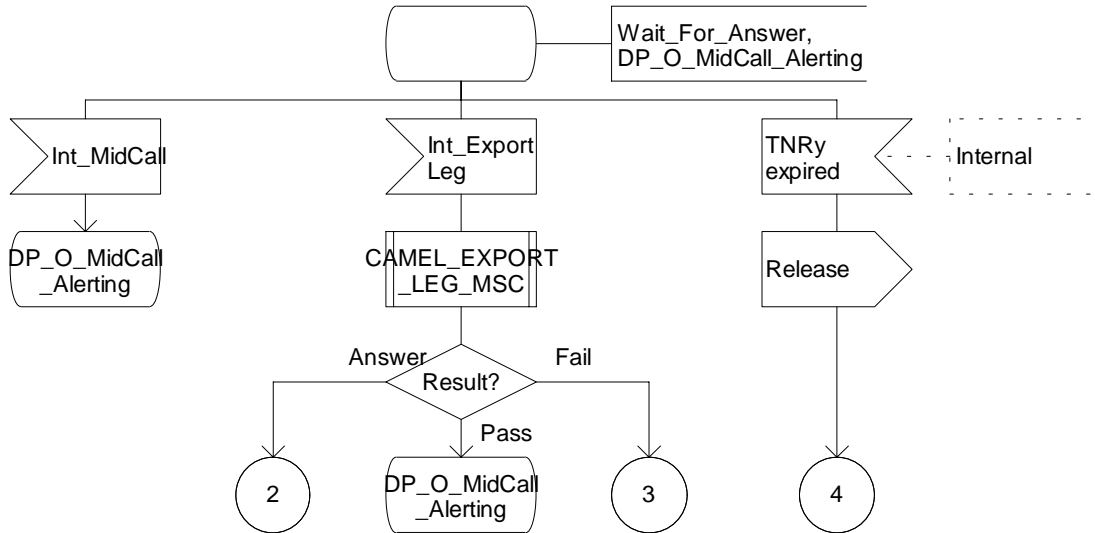 Wait_For_Answer,
DP_O_MidCall_Alerting
Int_MidCall
Int_Export
Leg
TNRy
expired
Internal
DP_O_MidCall
_Alerting
CAMEL_EXPORT
_LEG_MSC
Release
Answer
Result?
Fail
Pass
2
DP_O_MidCall
_Alerting
3
4